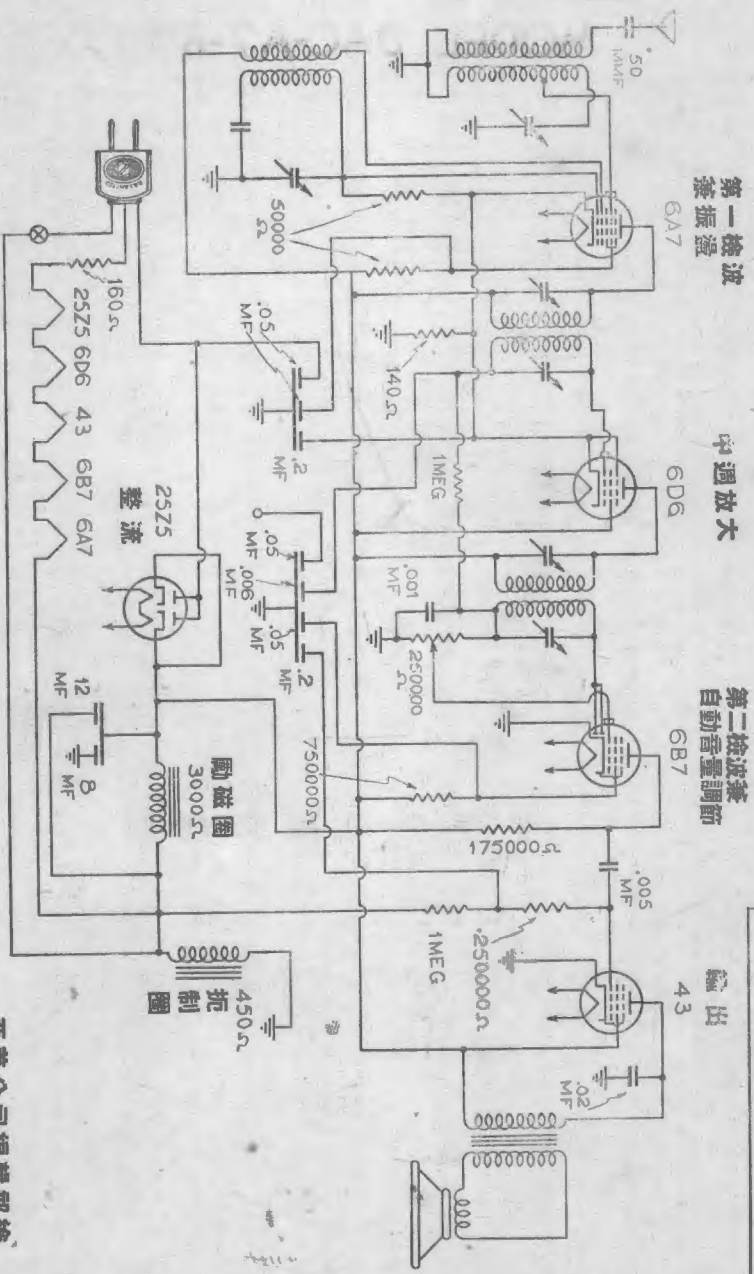 第一檢波
兼振盪
6A7
中週放大
6D6
第二檢波兼
自動音量調節
6B7
輸出
43
.50
MMF
50000
Ω
140Ω
1MEG
.001
MF
250000
Ω
750000Ω
175000Ω
.005
MF
1MEG
.250000Ω
.02
MF
.05
MF
.2
MF
.05
.006
MF
.05
MF
.2
MF
160Ω
25Z5 6D6 43 6B7 6A7
25Z5
整流
12
MF
8
MF
勵磁圈
3000Ω
450Ω
扼制圈